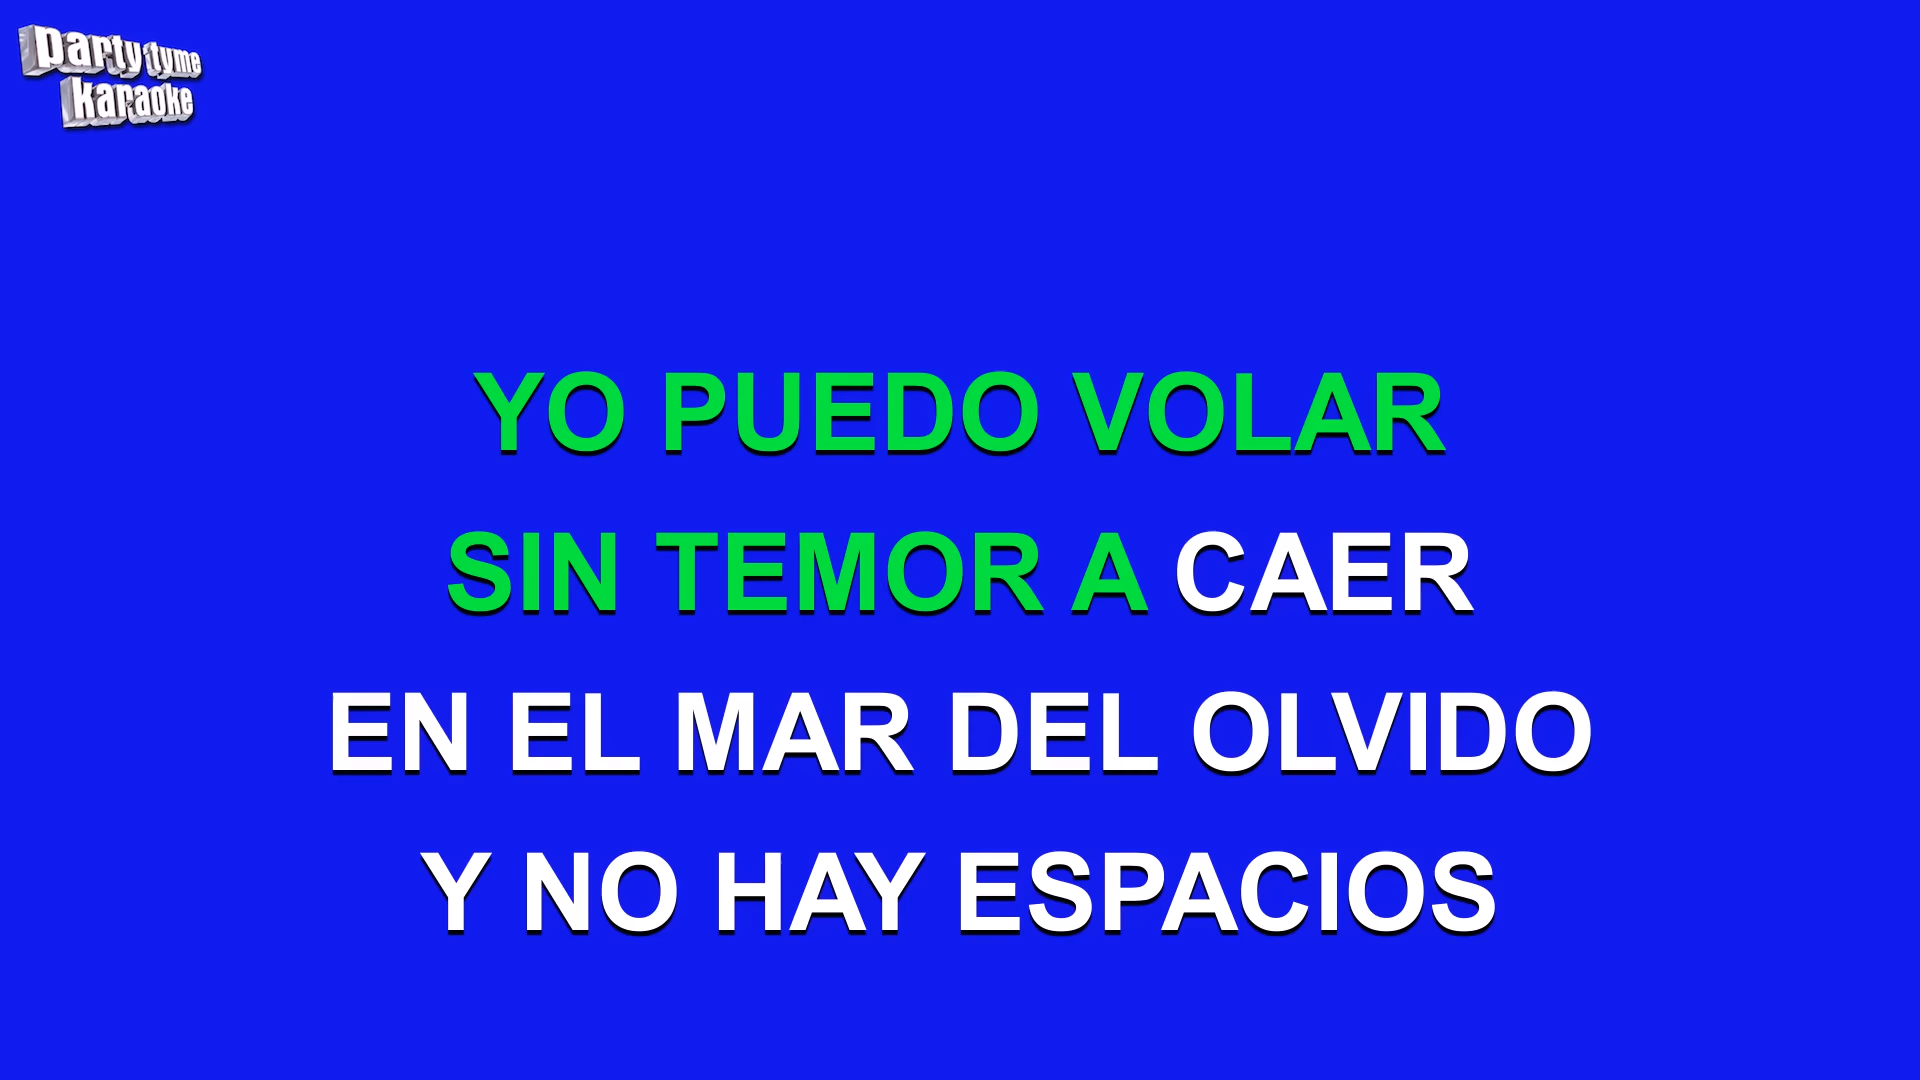 party tyme
karaoke
YO PUEDO VOLAR
SIN TEMOR A CAER
EN EL MAR DEL OLVIDO
Y NO HAY ESPACIOS